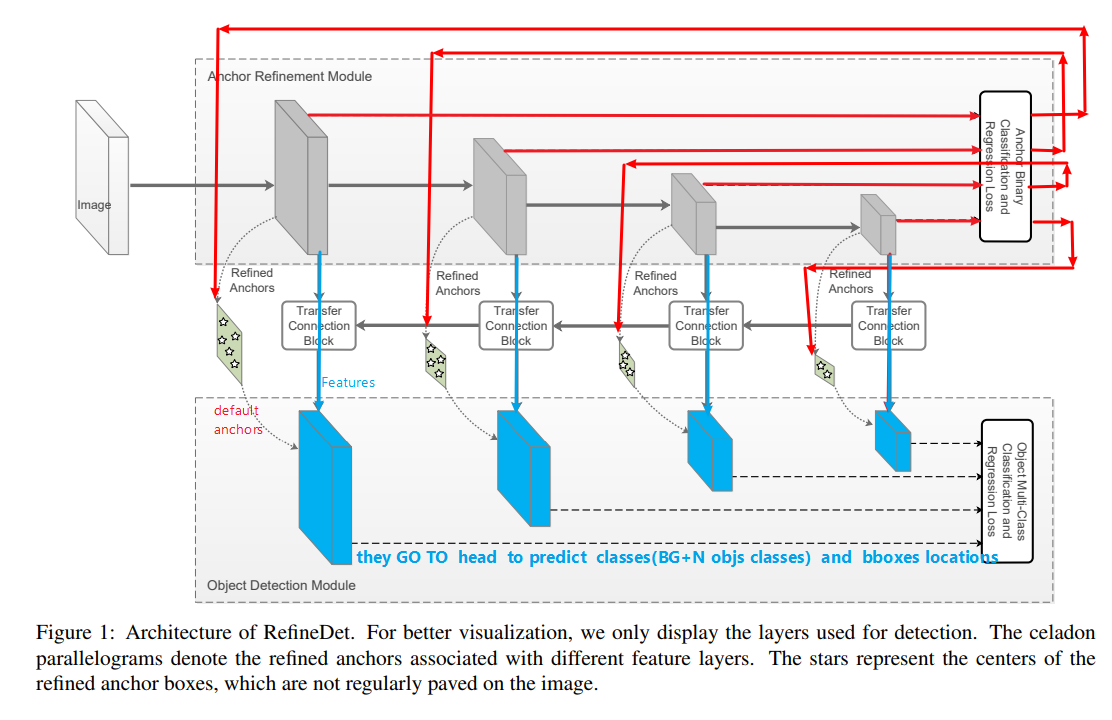 Anchor Refinement Module
Image
Anchor Binary
Classification and
Regression Loss
Refined
Anchors
Refined
Anchors
Refined
Anchors
Refined
Anchors
Transfer
Connection
Block
Transfer
Connection
Block
Transfer
Connection
Block
Transfer
Connection
Block
Features
default
anchors
Object Multi-Class
Classification and
Regression Loss
they GO TO head to predict classes(BG+N objs classes) and bboxes locations
Object Detection Module
Figure 1: Architecture of RefineDet. For better visualization, we only display the layers used for detection. The celadon
parallelograms denote the refined anchors associated with different feature layers. The stars represent the centers of the
refined anchor boxes, which are not regularly paved on the image.